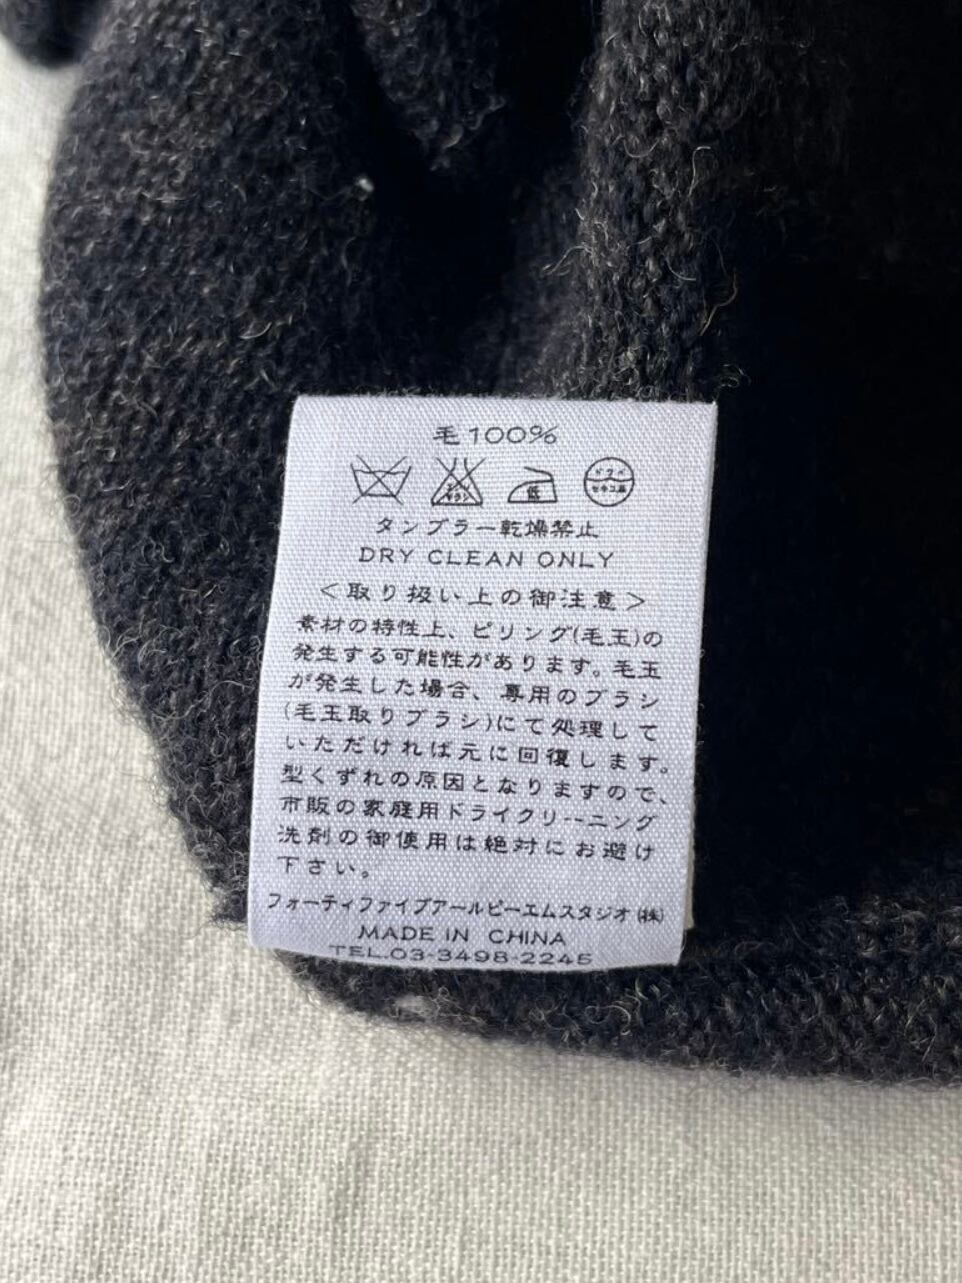 毛100%
低
タンブラー乾燥禁止
DRY CLEAN ONLY
＜取り扱い上の御注意＞
素材の特性上、ピリング(毛玉)の
発生する可能性があります。毛玉
が発生した場合、専用のブラシ
(毛玉取りブラシ)にて処理して
いただければ元に回復します。
型くずれの原因となりますので、
市販の家庭用ドライクリーニング
洗剤の御使用は絶対にお避け
下さい。
フォーティファイブアールピーエムスタジオ(株)
MADE IN CHINA
TEL.03-3498-2245